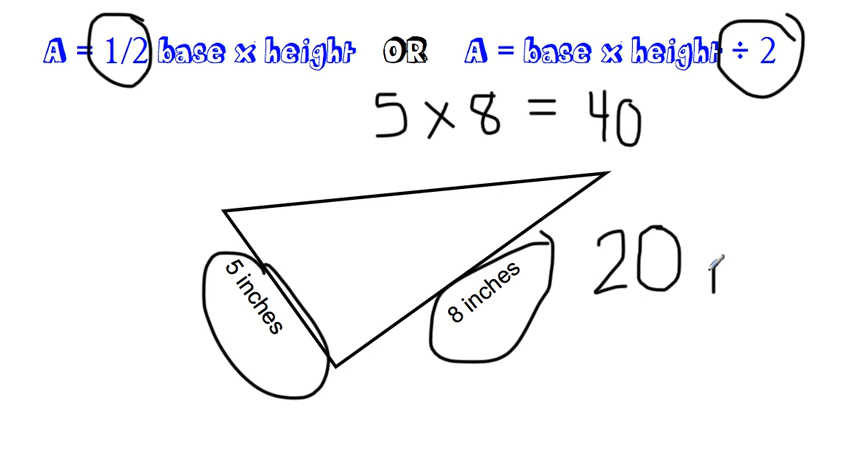 A = 1/2 base x height OR A = base x height ÷ 2
5 x 8 = 40
5 inches
8 inches
20